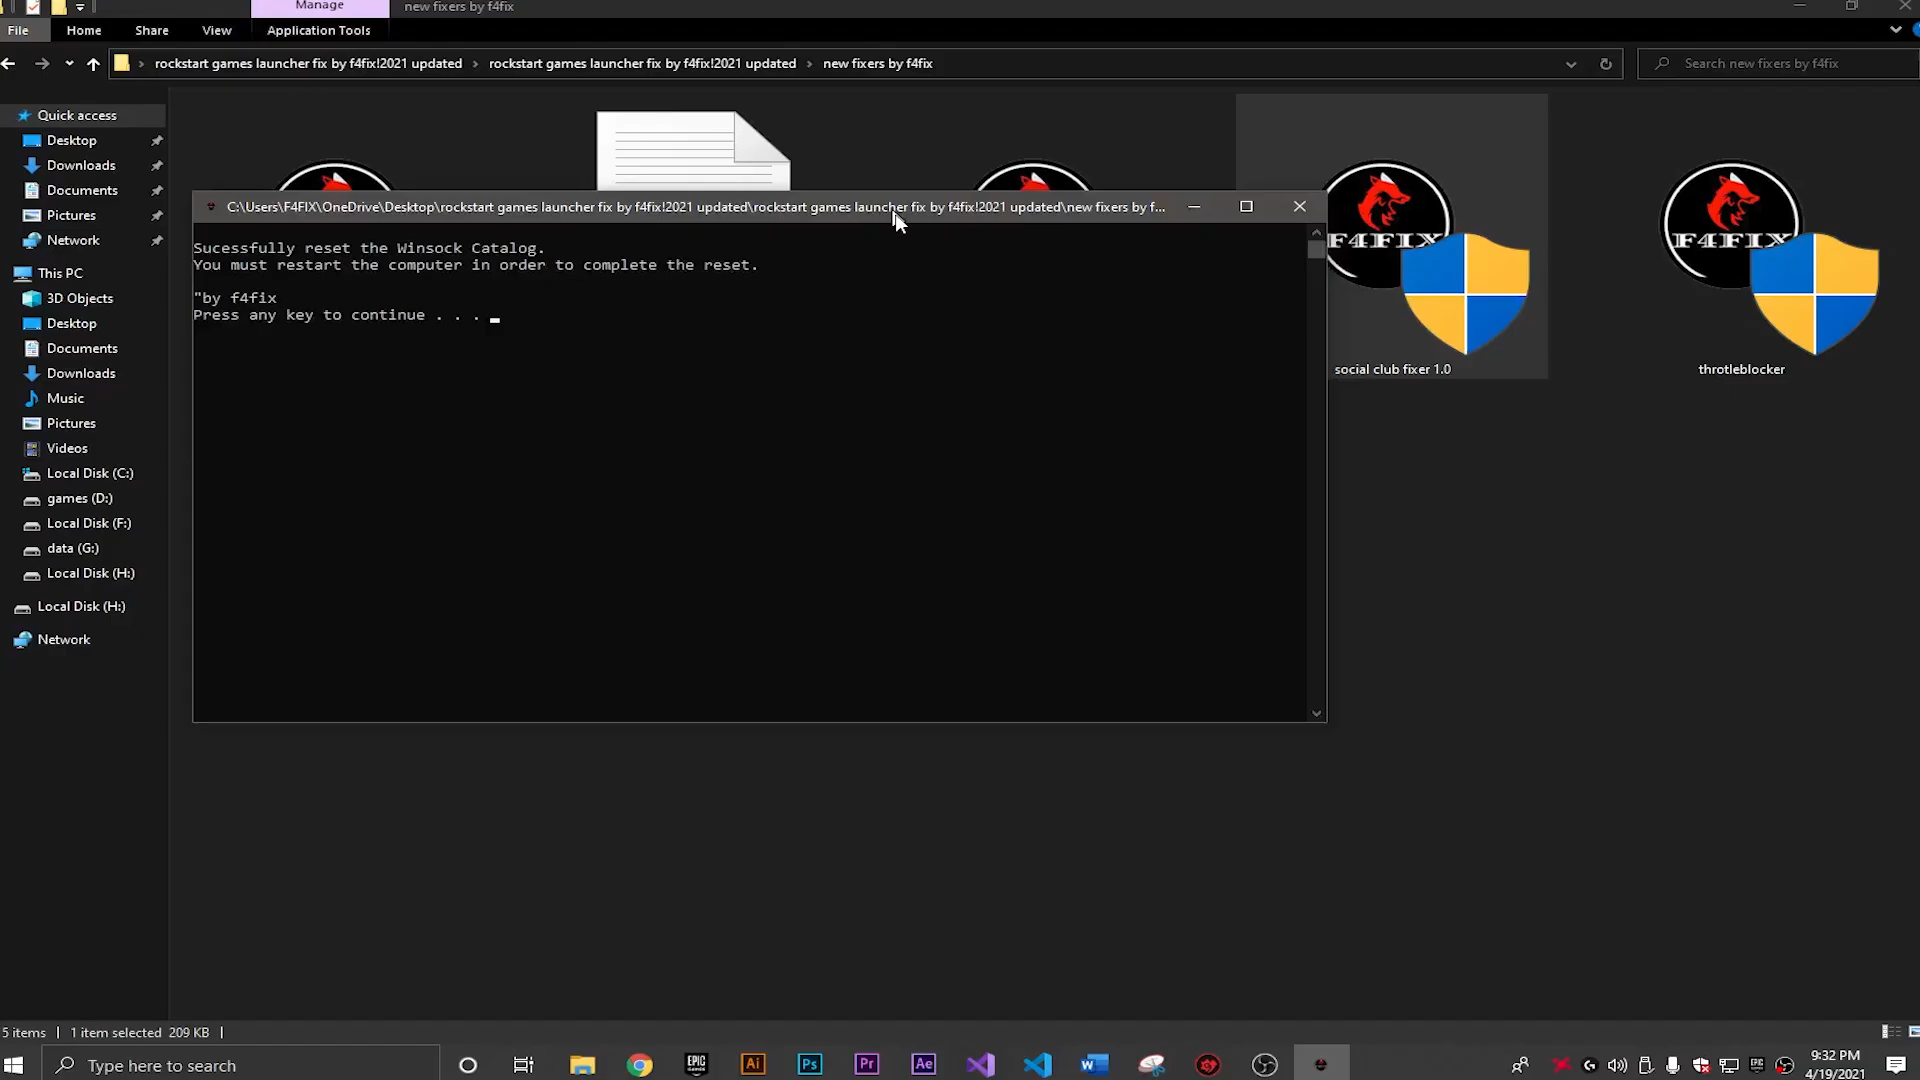 Manage
new fixers by f4fix
File
Home
Share
View
Application Tools
rockstart games launcher fix by f4fix!2021 updated
rockstart games launcher fix by f4fix!2021 updated
new fixers by f4fix
Search new fixers by f4fix
Quick access
Desktop
Downloads
Documents
Pictures
Network
This PC
3D Objects
Desktop
Documents
Downloads
Music
Pictures
Videos
Local Disk (C:)
games (D:)
Local Disk (F:)
data (G:)
Local Disk (H:)
Local Disk (H:)
Network
C:\Users\F4FIX\OneDrive\Desktop\rockstart games launcher fix by f4fix!2021 updated\rockstart games launcher fix by f4fix!2021 updated\new fixers by f...
Sucessfully reset the Winsock Catalog.
You must restart the computer in order to complete the reset.
"by f4fix
Press any key to continue . . .
F4FIX
social club fixer 1.0
F4FIX
throtleblocker
5 items
1 item selected 209 KB
Type here to search
EPIC GAMES
Ai
Ps
Pr
Ae
9:32 PM
4/19/2021